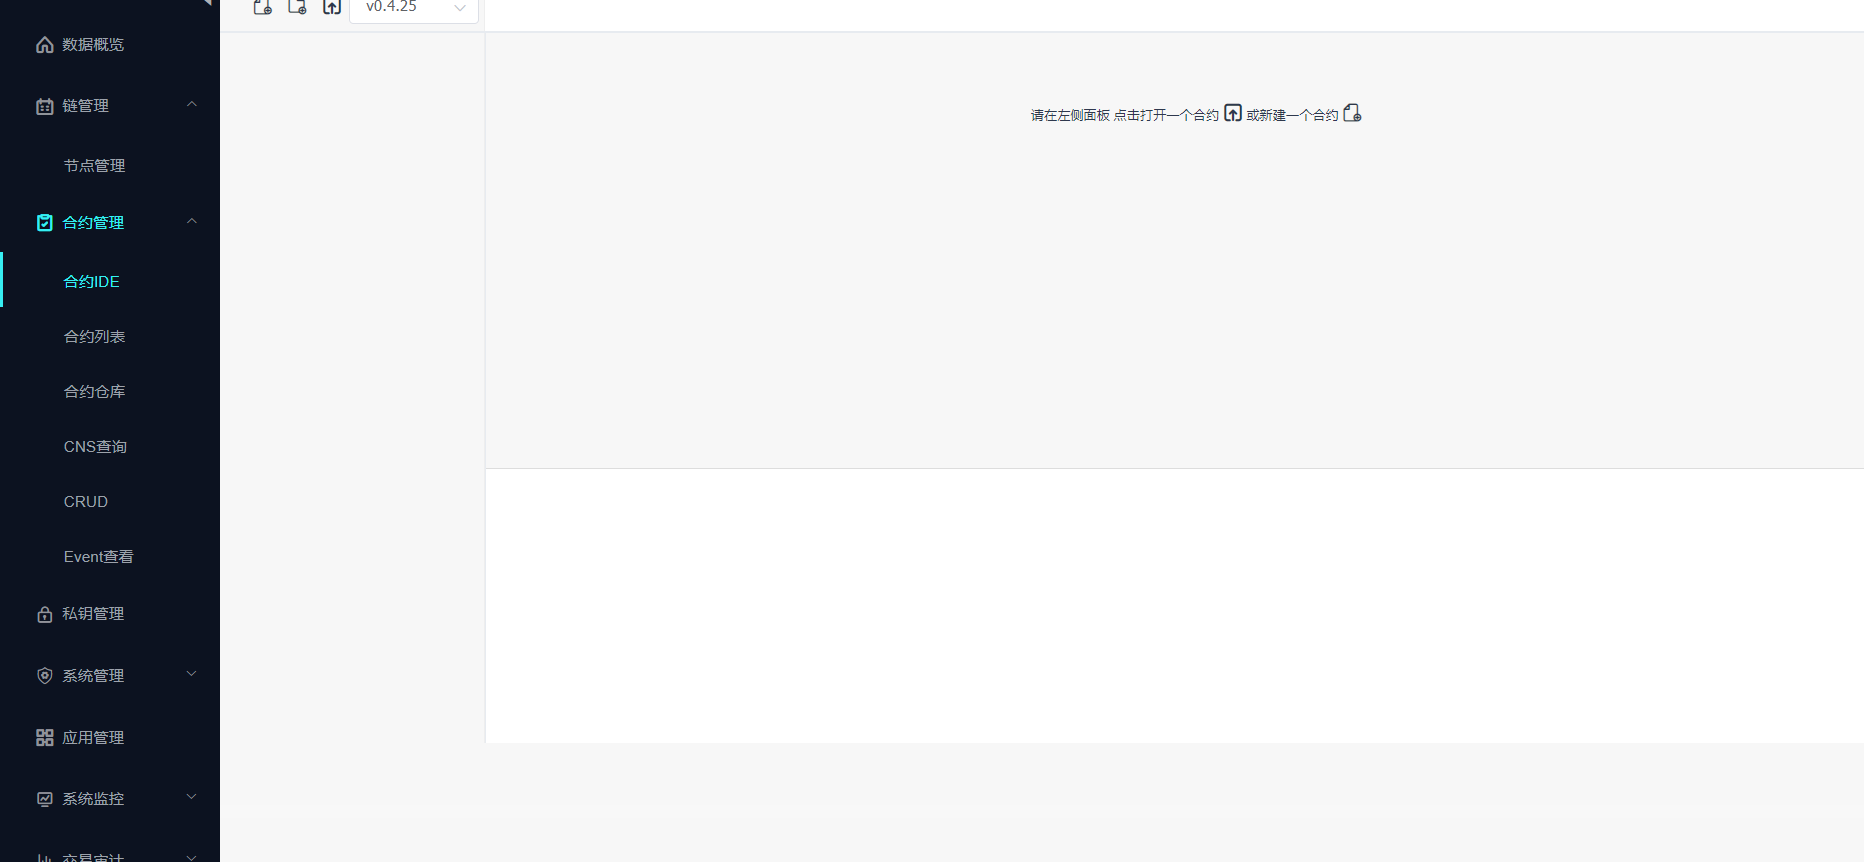 v0.4.25
数据概览
链管理
节点管理
合约管理
合约IDE
合约列表
合约仓库
CNS查询
CRUD
Event查看
私钥管理
系统管理
应用管理
系统监控
交易审计
请在左侧面板 点击打开一个合约 或新建一个合约